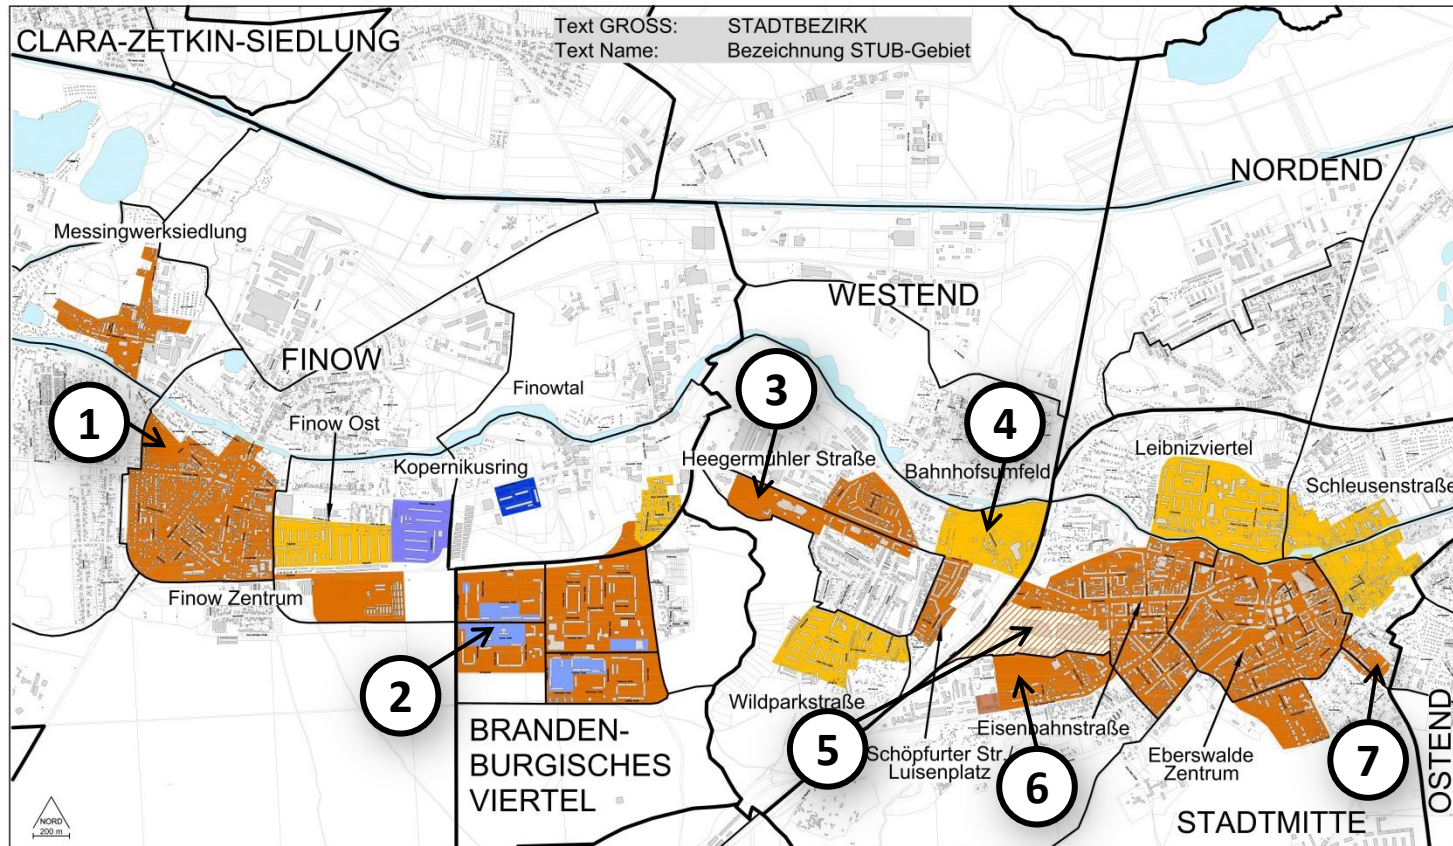 CLARA-ZETKIN-SIEDLUNG
Text GROSS: STADTBEZIRK
Text Name: Bezeichnung STUB-Gebiet
NORDEND
Messingwerksiedlung
WESTEND
FINOW
Finowtal
3
1
4
Finow Ost
Leibnizviertel
Heegermühler Straße
Bahnhofsumfeld
Kopernikusring
Schleusenstraße
Finow Zentrum
2
Wildparkstraße
BRANDEN-
BURGISCHES
VIERTEL
5
Eisenbahnstraße
Schöpfurter Str./
Luisenplatz
6
Eberswalde
Zentrum
7
OSTEND
STADTMITTE
NORD
200 m